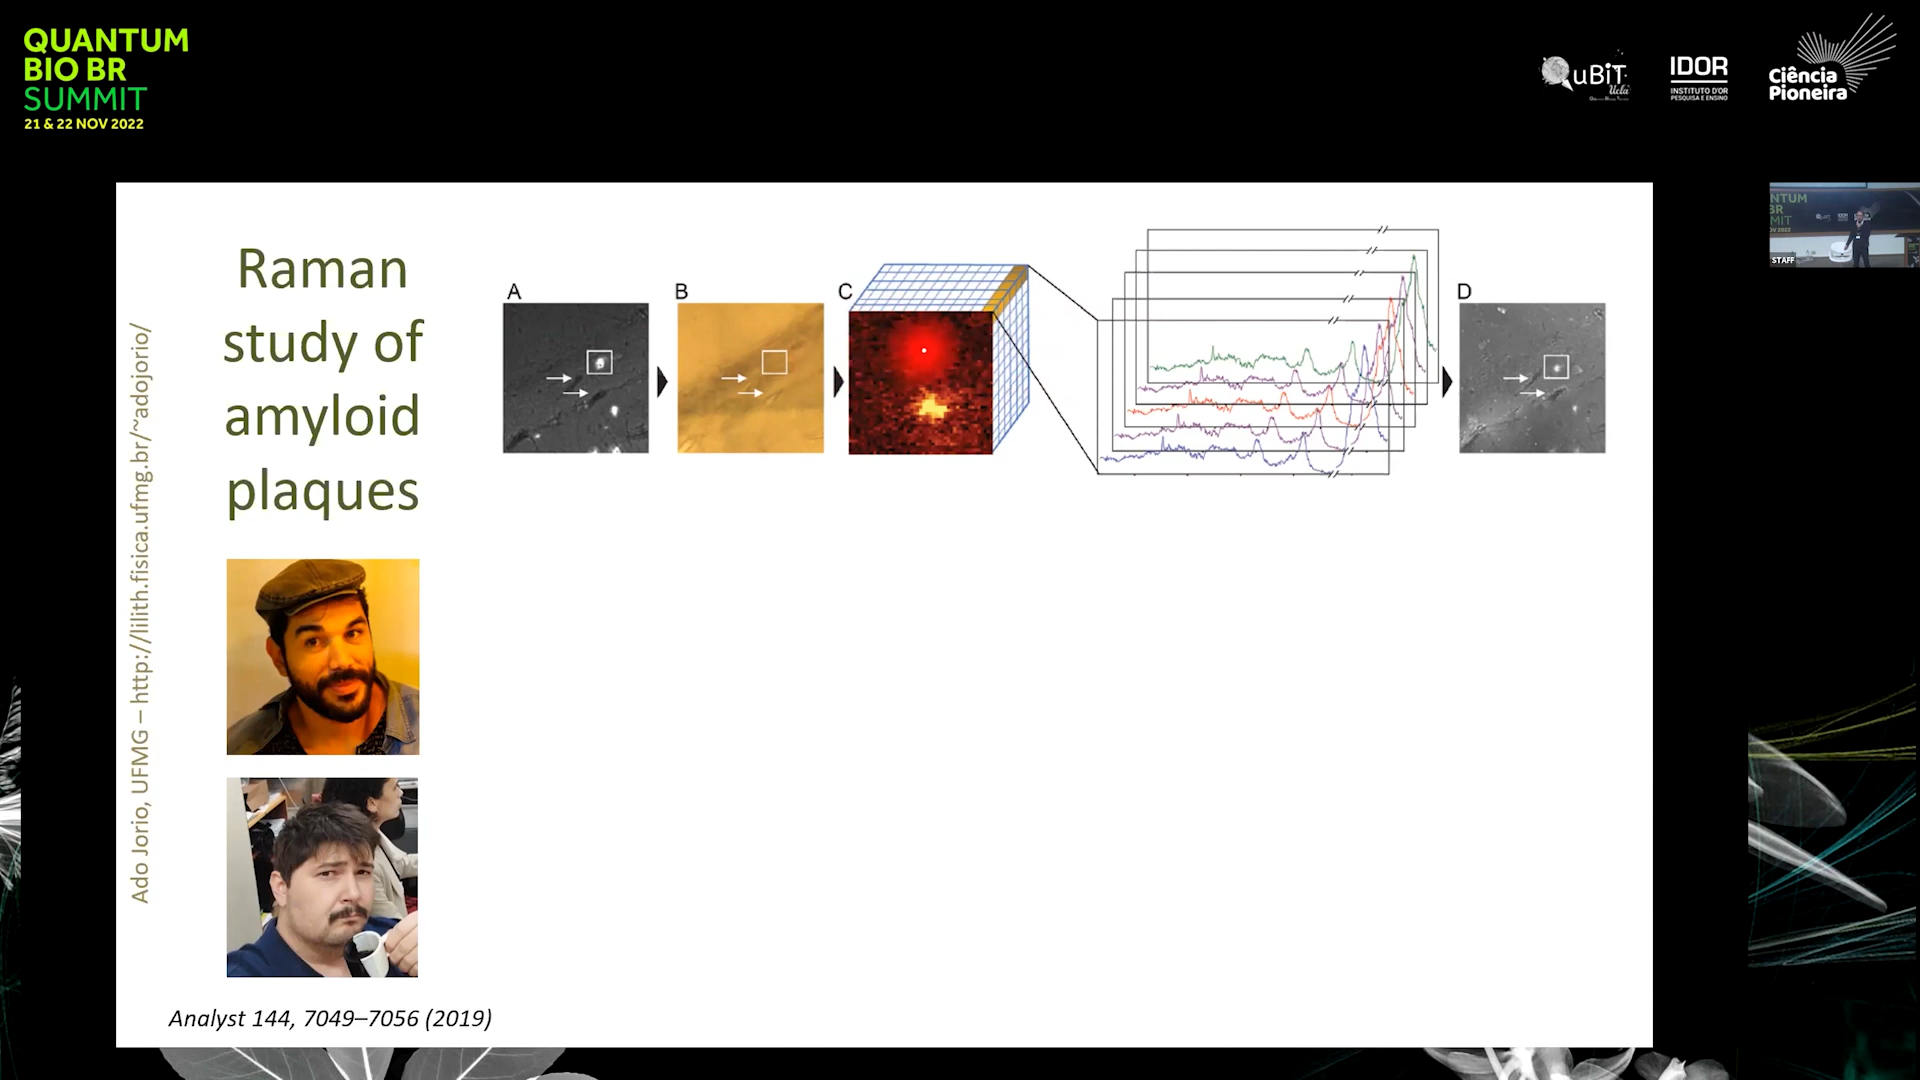 QUANTUM
BIO BR
SUMMIT
21 & 22 NOV 2022
QuBiT
Ucla
IDOR
INSTITUTO D'OR
PESQUISA E ENSINO
Ciência
Pioneira
STAFF
Raman
study of
amyloid
plaques
Ado Jorio, UFMG – http://lilith.fisica.ufmg.br/~adojorio/
A
B
C
D
Analyst 144, 7049–7056 (2019)